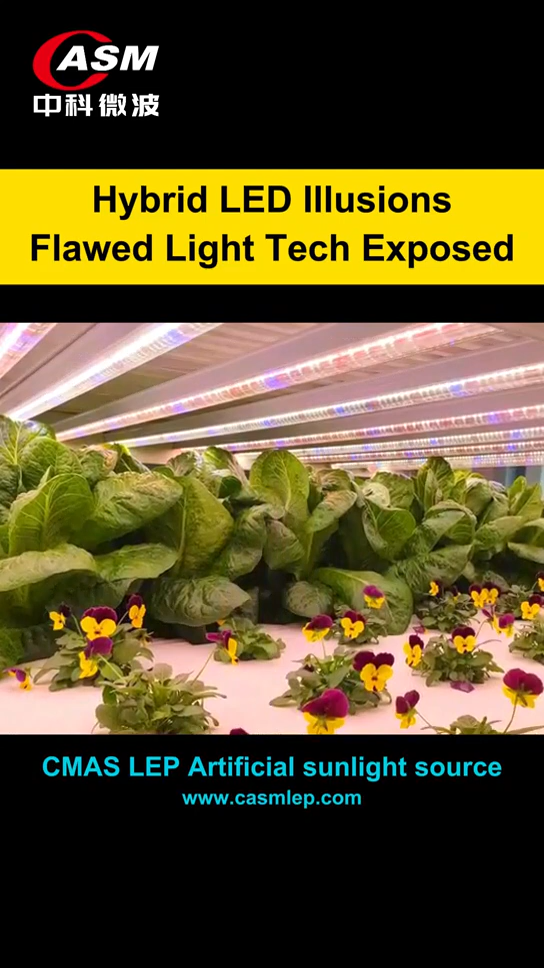 CASM
中科微波
Hybrid LED Illusions
Flawed Light Tech Exposed
CMAS LEP Artificial sunlight source
www.casmlep.com